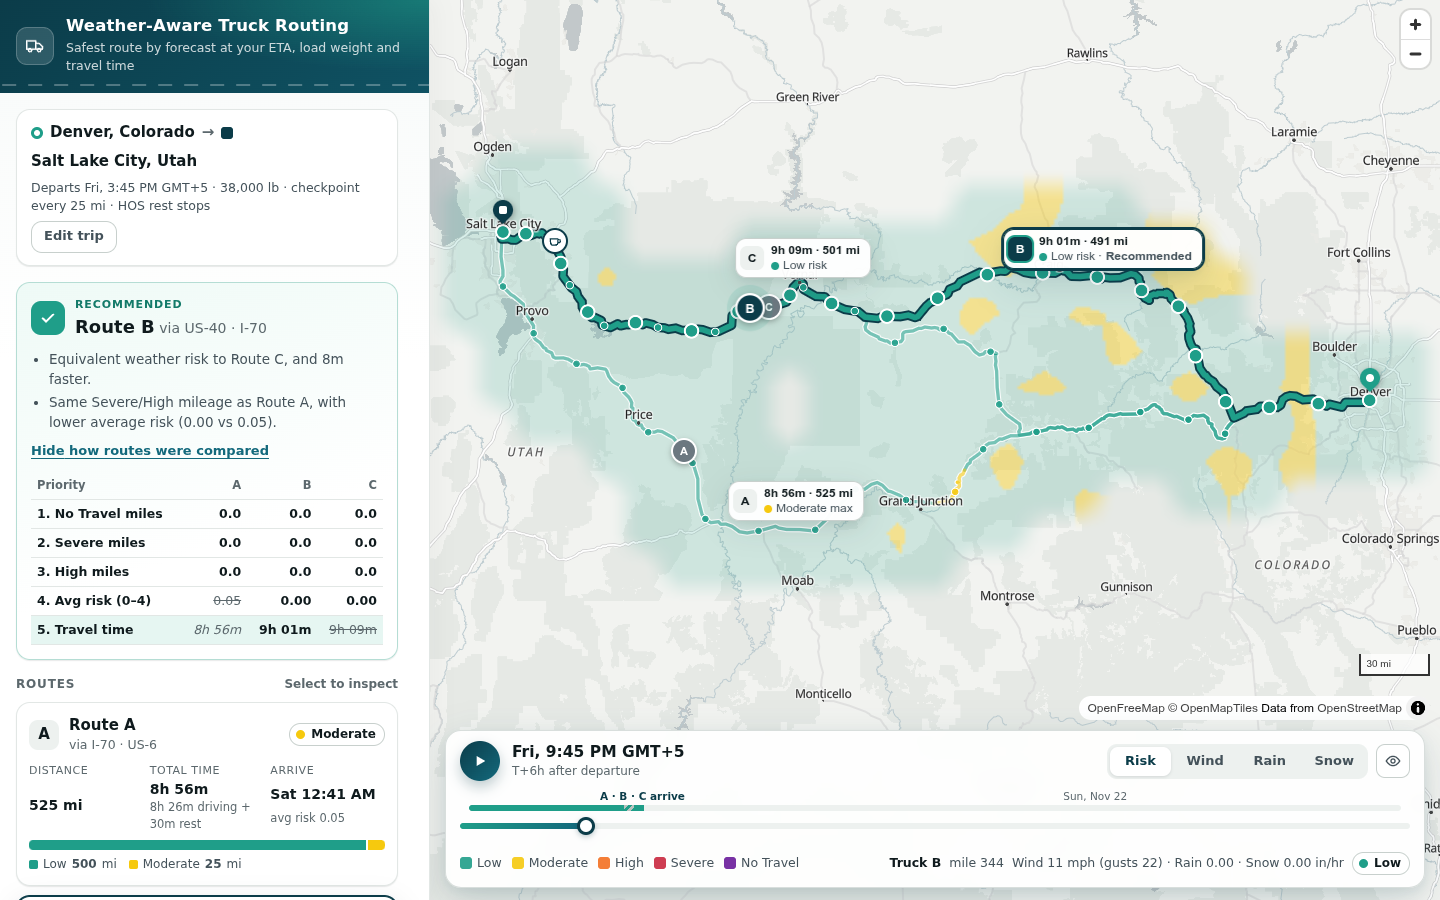 Weather-Aware Truck Routing
Safest route by forecast at your ETA, load weight and
travel time
Denver, Colorado →
Salt Lake City, Utah
Departs Fri, 3:45 PM GMT+5 · 38,000 lb · checkpoint
every 25 mi · HOS rest stops
Edit trip
RECOMMENDED
Route B via US-40 · I-70
• Equivalent weather risk to Route C, and 8m
faster.
• Same Severe/High mileage as Route A, with
lower average risk (0.00 vs 0.05).
Hide how routes were compared
Priority A B C
1. No Travel miles 0.0 0.0 0.0
2. Severe miles 0.0 0.0 0.0
3. High miles 0.0 0.0 0.0
4. Avg risk (0–4) 0.05 0.00 0.00
5. Travel time 8h 56m 9h 01m 9h 09m
ROUTES Select to inspect
A Route A
via I-70 · US-6
Moderate
DISTANCE TOTAL TIME ARRIVE
525 mi
8h 56m
8h 26m driving +
30m rest
Sat 12:41 AM
avg risk 0.05
Low 500 mi Moderate 25 mi
Logan
Rawlins
Green River
Laramie
Ogden
Cheyenne
Salt Lake City
C 9h 09m · 501 mi
Low risk
B 9h 01m · 491 mi
Low risk · Recommended
Fort Collins
Provo
B
C
Boulder
Denver
Price
UTAH
A
A 8h 56m · 525 mi
Moderate max
Grand Junction
Colorado Springs
COLORADO
Moab
Gunnison
Montrose
Pueblo
30 mi
Monticello
OpenFreeMap © OpenMapTiles Data from OpenStreetMap
Fri, 9:45 PM GMT+5
T+6h after departure
Risk Wind Rain Snow
A · B · C arrive
Sun, Nov 22
Low Moderate High Severe No Travel
Truck B mile 344 Wind 11 mph (gusts 22) · Rain 0.00 · Snow 0.00 in/hr Low